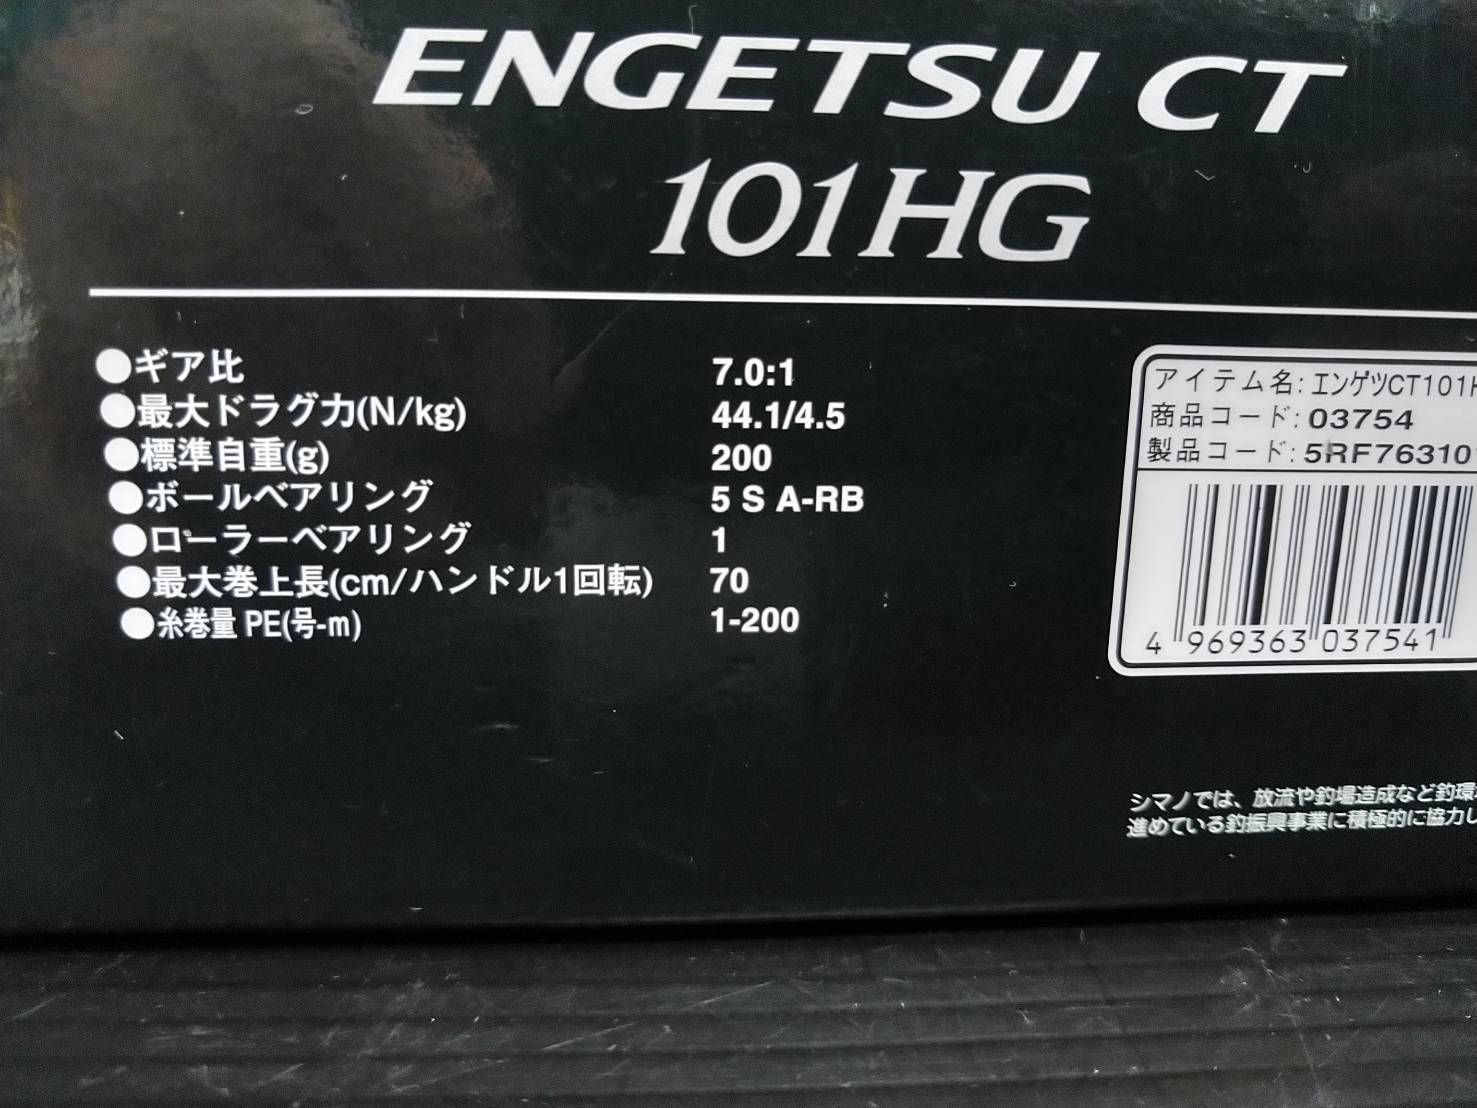 ENGETSU CT
101HG
●ギア比 7.0:1
●最大ドラグ力(N/kg) 44.1/4.5
●標準自重(g) 200
●ボールベアリング 5 S A-RB
●ローラーベアリング 1
●最大巻上長(cm/ハンドル1回転) 70
●糸巻量 PE(号-m) 1-200
アイテム名:エンゲツCT101H
商品コード:03754
製品コード:5RF763101
4 969363 037541
シマノでは、放流や釣場造成など釣環
進めている釣振興事業に積極的に協力し